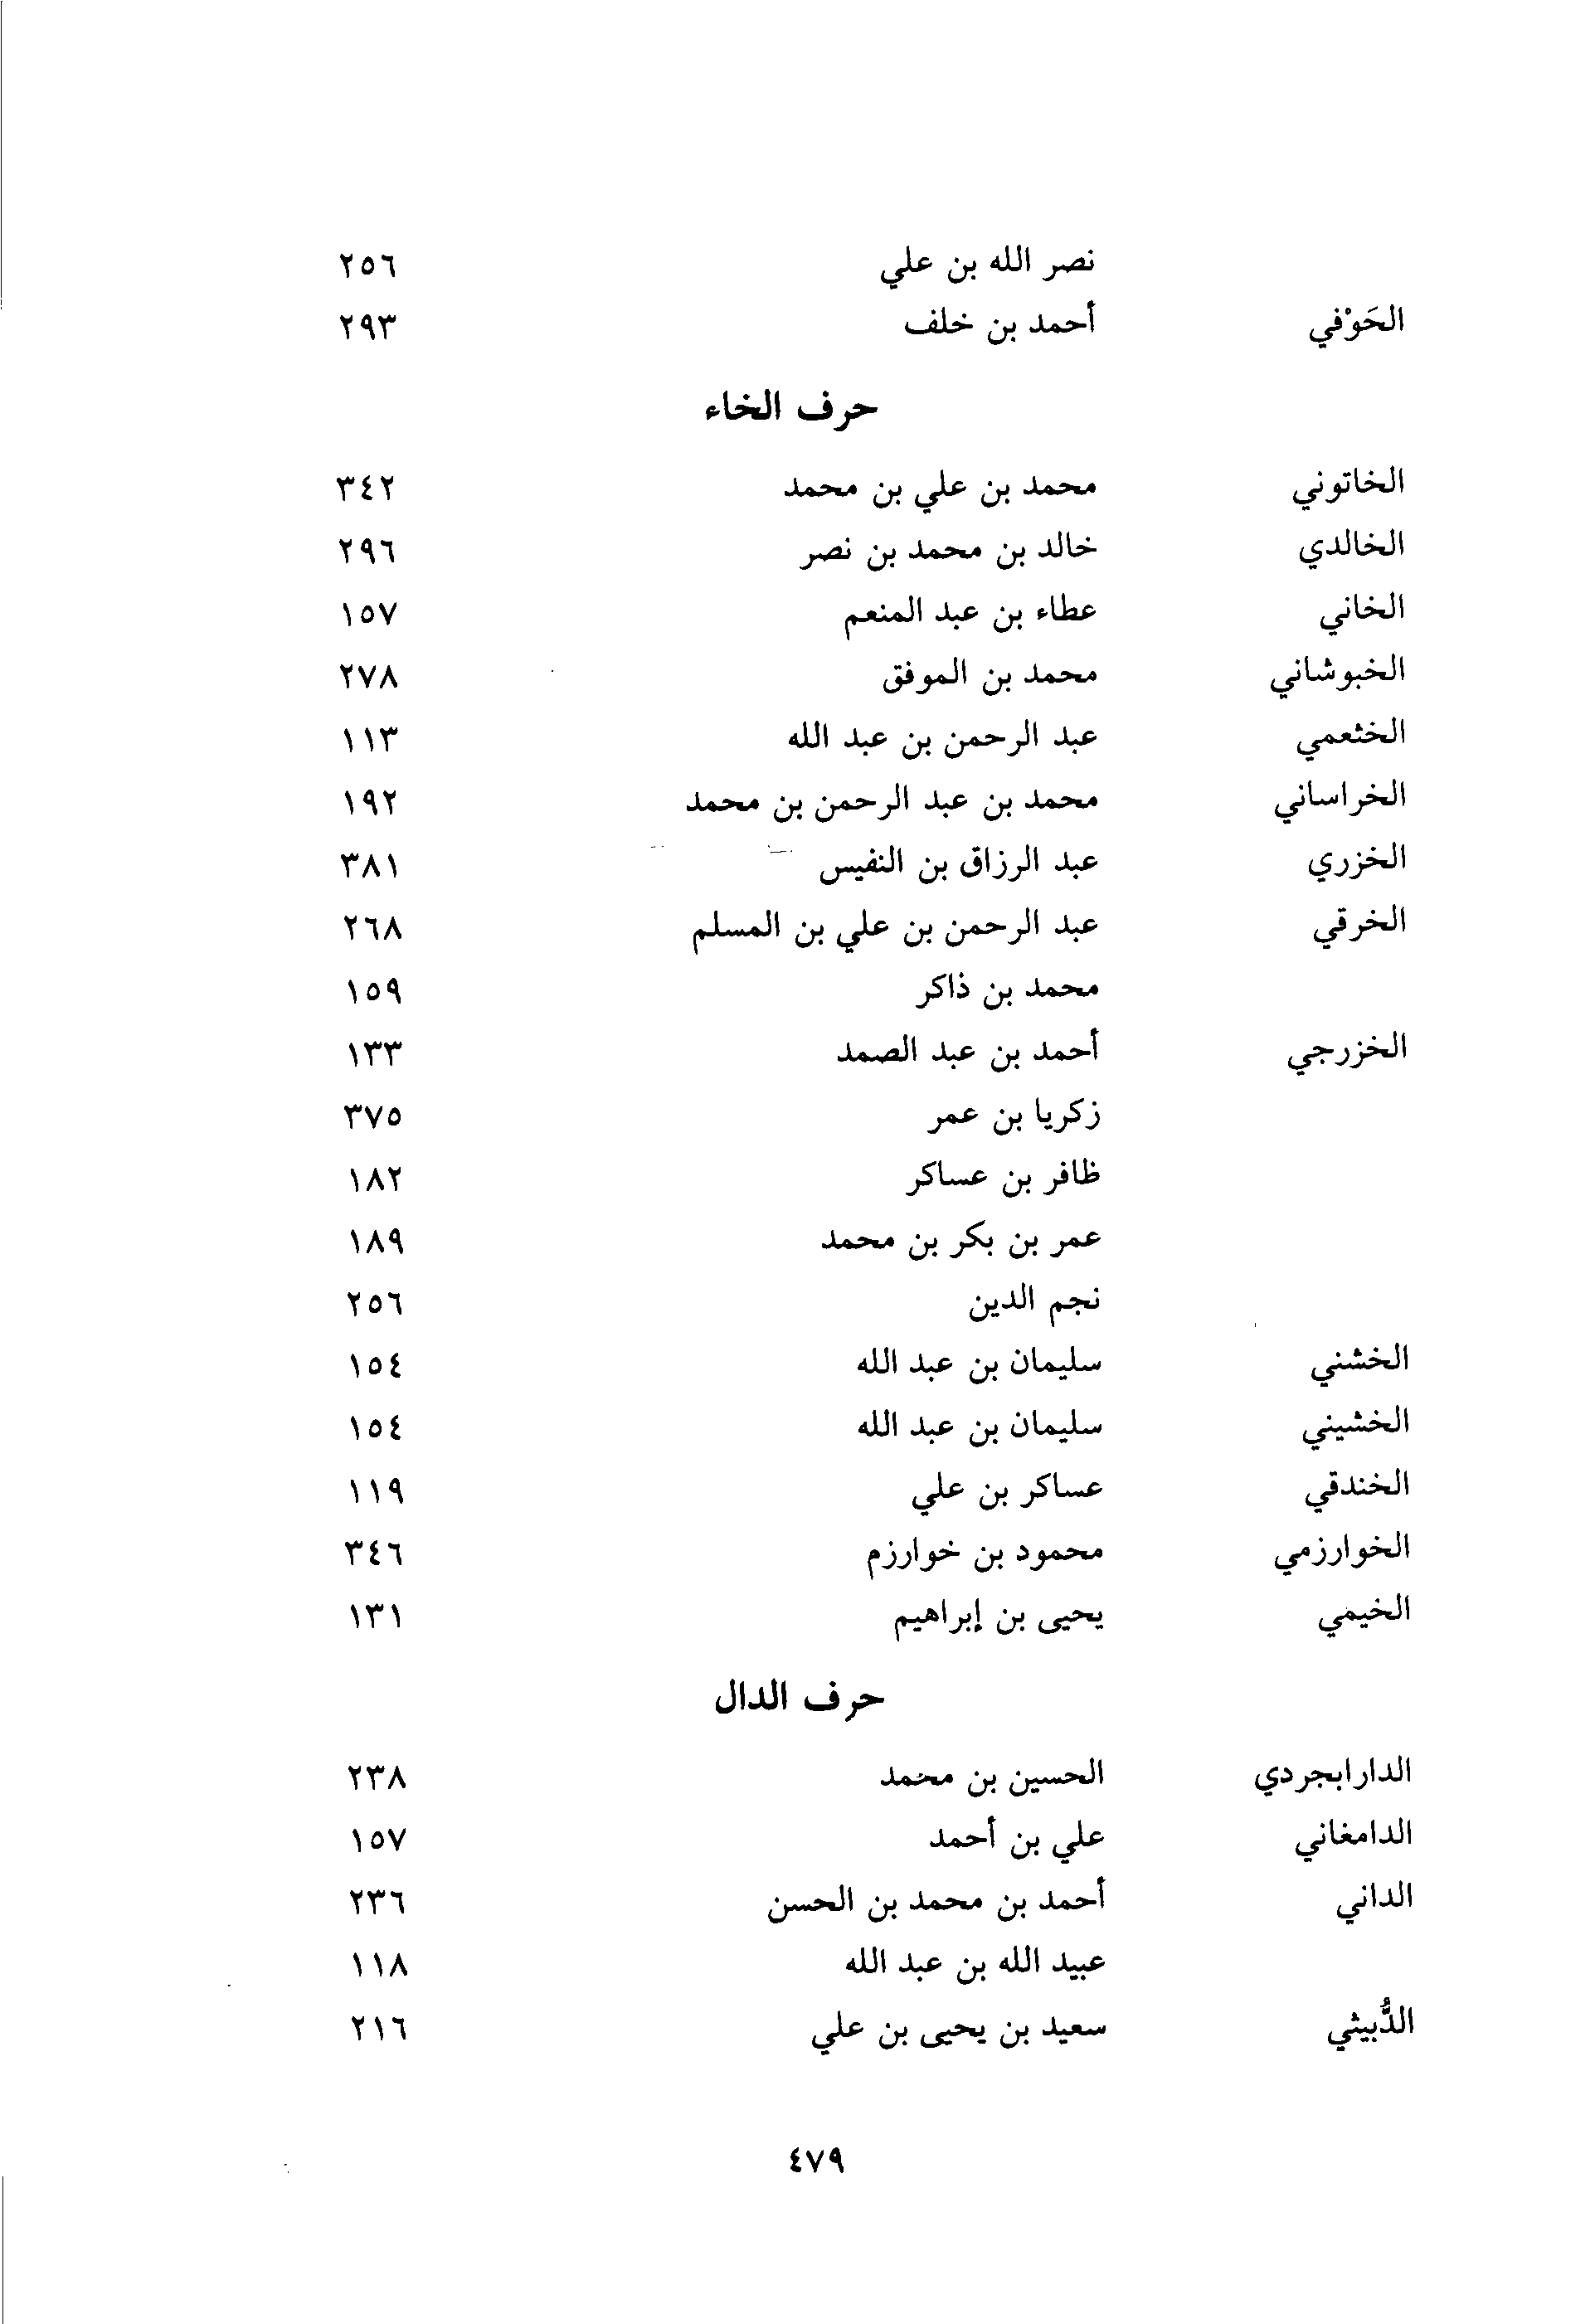 نصر الله بن علي ٢٥٦
الحَوْفي أحمد بن خلف ٢٩٣
حرف الخاء
الخاتوني محمد بن علي بن محمد ٣٤٢
الخالدي خالد بن محمد بن نصر ٢٩٦
الخاني عطاء بن عبد المنعم ١٥٧
الخبوشاني محمد بن الموفق ٢٧٨
الخثعمي عبد الرحمن بن عبد الله ١١٣
الخراساني محمد بن عبد الرحمن بن محمد ١٩٢
الخزري عبد الرزاق بن النفيس ٣٨١
الخرقي عبد الرحمن بن علي بن المسلم ٢٦٨
محمد بن ذاكر ١٥٩
الخزرجي أحمد بن عبد الصمد ١٣٣
زكريا بن عمر ٣٧٥
ظافر بن عساكر ١٨٢
عمر بن بكر بن محمد ١٨٩
نجم الدين ٢٥٦
الخشني سليمان بن عبد الله ١٥٤
الخشيني سليمان بن عبد الله ١٥٤
الخندقي عساكر بن علي ١١٩
الخوارزمي محمود بن خوارزم ٣٤٦
الخيمي يحيى بن إبراهيم ١٣١
حرف الدال
الدارابجردي الحسين بن محمد ٢٣٨
الدامغاني علي بن أحمد ١٥٧
الداني أحمد بن محمد بن الحسن ٢٣٦
عبيد الله بن عبد الله ١١٨
الدُّبيثي سعيد بن يحيى بن علي ٢١٦
٤٧٩